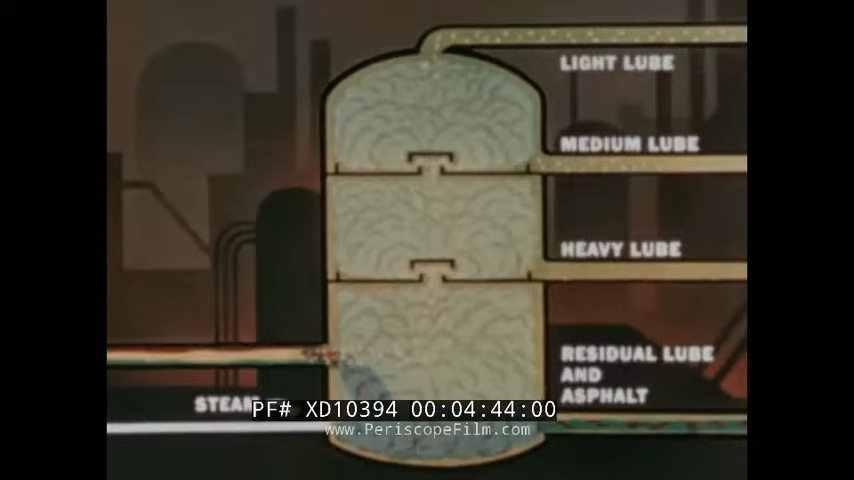 LIGHT LUBE
MEDIUM LUBE
HEAVY LUBE
RESIDUAL LUBE
AND
ASPHALT
STEAM
PF# XD10394 00:04:44:00
www.PeriscopeFilm.com